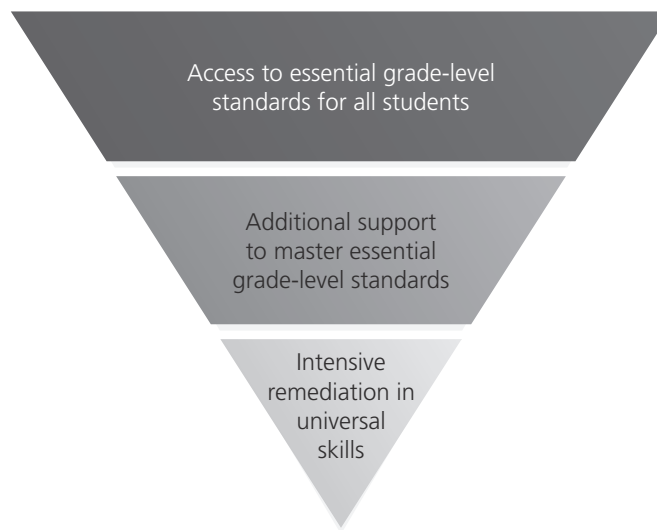 Access to essential grade-level
standards for all students
Additional support
to master essential
grade-level standards
Intensive
remediation in
universal
skills